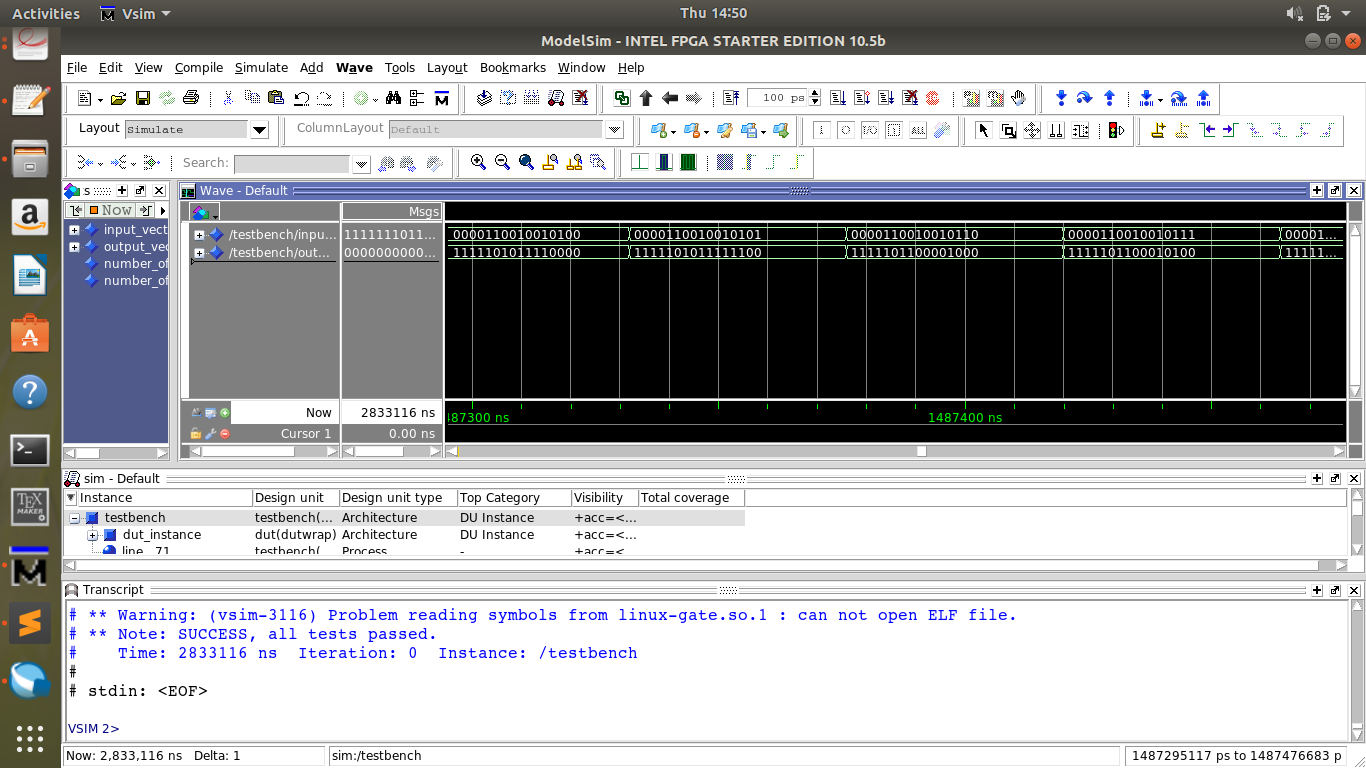 Activities Vsim Thu 14:50
ModelSim - INTEL FPGA STARTER EDITION 10.5b
File Edit View Compile Simulate Add Wave Tools Layout Bookmarks Window Help
100 ps
Layout Simulate ColumnLayout Default ALL
Search:
s Wave - Default
Now Msgs
input_vect /testbench/inpu... 1111111011... 0000110010010100 0000110010010101 0000110010010110 0000110010010111 00001...
output_vec /testbench/out... 0000000000... 1111101011110000 1111101011111100 1111101100001000 1111101100010100 11111...
number_of
number_of
Now 2833116 ns 487300 ns 1487400 ns
Cursor 1 0.00 ns
sim - Default
Instance Design unit Design unit type Top Category Visibility Total coverage
testbench testbench(... Architecture DU Instance +acc=<...
dut_instance dut(dutwrap) Architecture DU Instance +acc=<...
line__71 testbench( Process - +acc=<
Transcript
# ** Warning: (vsim-3116) Problem reading symbols from linux-gate.so.1 : can not open ELF file.
# ** Note: SUCCESS, all tests passed.
# Time: 2833116 ns Iteration: 0 Instance: /testbench
#
# stdin: <EOF>
VSIM 2>
Now: 2,833,116 ns Delta: 1 sim:/testbench 1487295117 ps to 1487476683 p
TEX
MAKER